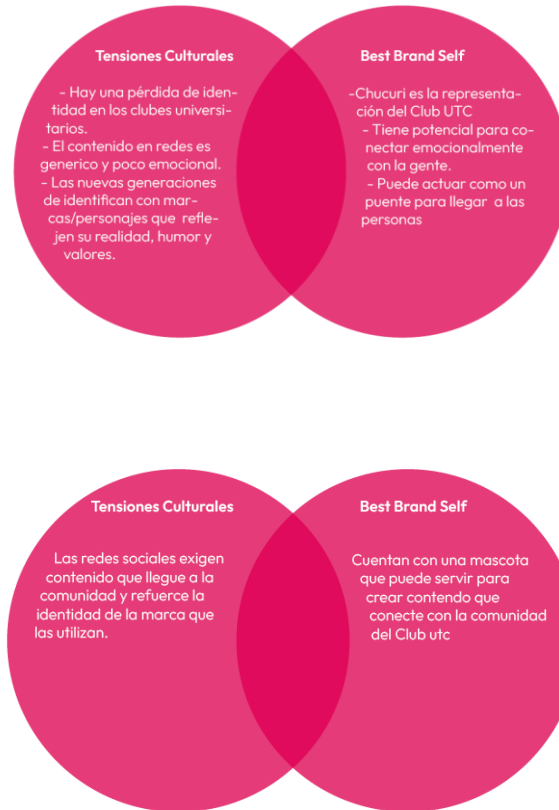 Tensiones Culturales
- Hay una pérdida de iden-
tidad en los clubes universi-
tarios.
- El contenido en redes es
generico y poco emocional.
- Las nuevas generaciones
de identifican con mar-
cas/personajes que refle-
jen su realidad, humor y
valores.
Best Brand Self
-Chucuri es la representa-
ción del Club UTC
- Tiene potencial para co-
nectar emocionalmente
con la gente.
- Puede actuar como un
puente para llegar a las
personas
Tensiones Culturales
Las redes sociales exigen
contenido que llegue a la
comunidad y refuerce la
identidad de la marca que
las utilizan.
Best Brand Self
Cuentan con una mascota
que puede servir para
crear contendo que
conecte con la comunidad
del Club utc